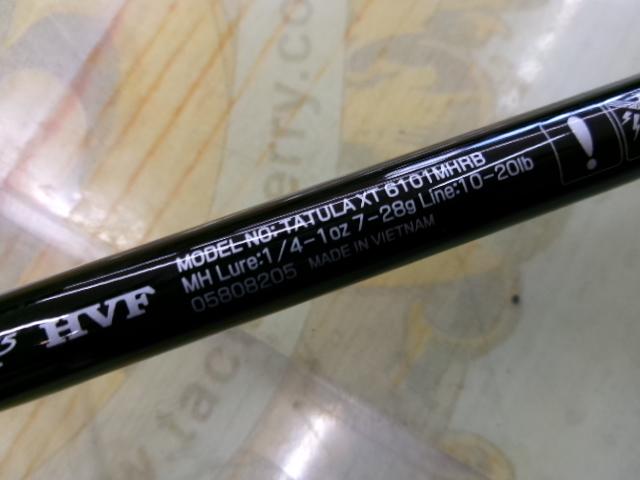 HVF
MODEL NO: TATULA XT 6101MHRB
MH Lure:1/4-1oz 7-28g Line:10-20lb
05808205 MADE IN VIETNAM